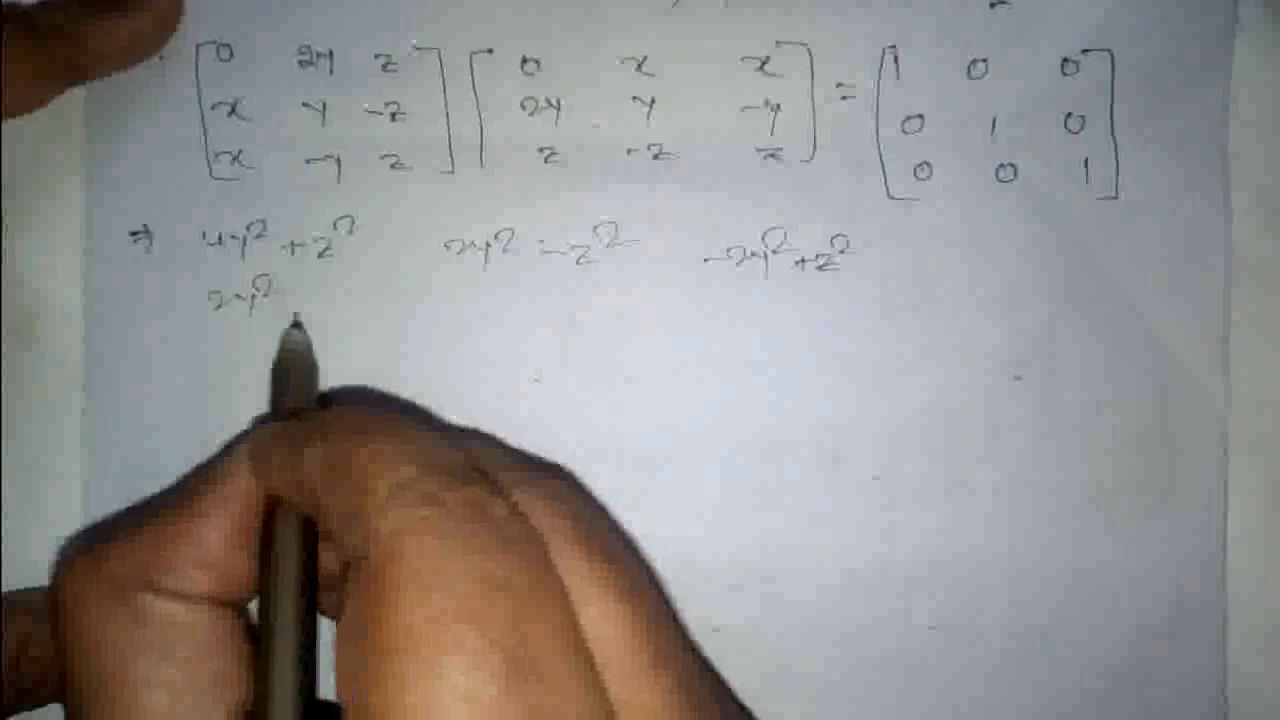 [0 2y z] [0 x x] = [1 0 0]
[x y -z] [2y y -y] [0 1 0]
[x -y z] [z -z z] [0 0 1]
⇒ 4y² + z² 2y² - z² -2y² + z²
2y²